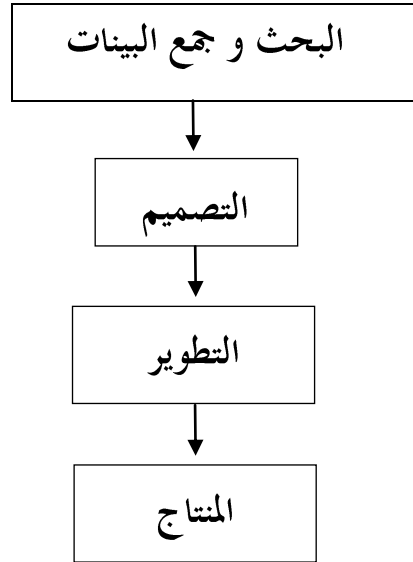 البحث و جمع البينات
التصميم
التطوير
المنتاج